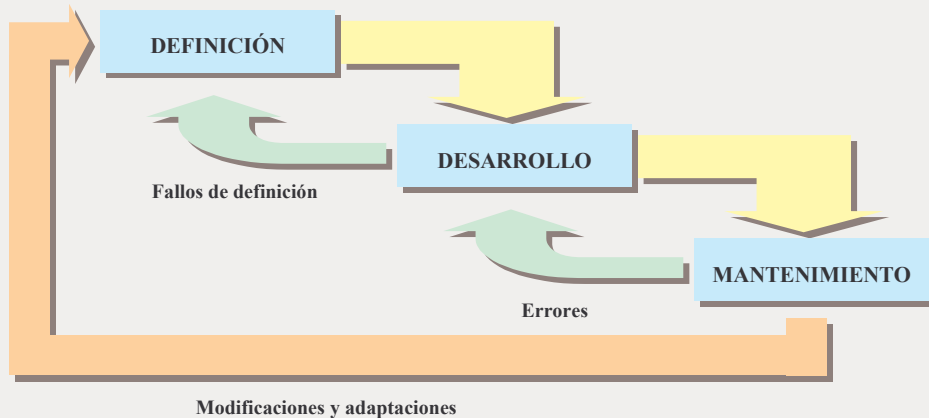 DEFINICIÓN
DESARROLLO
Fallos de definición
MANTENIMIENTO
Errores
Modificaciones y adaptaciones